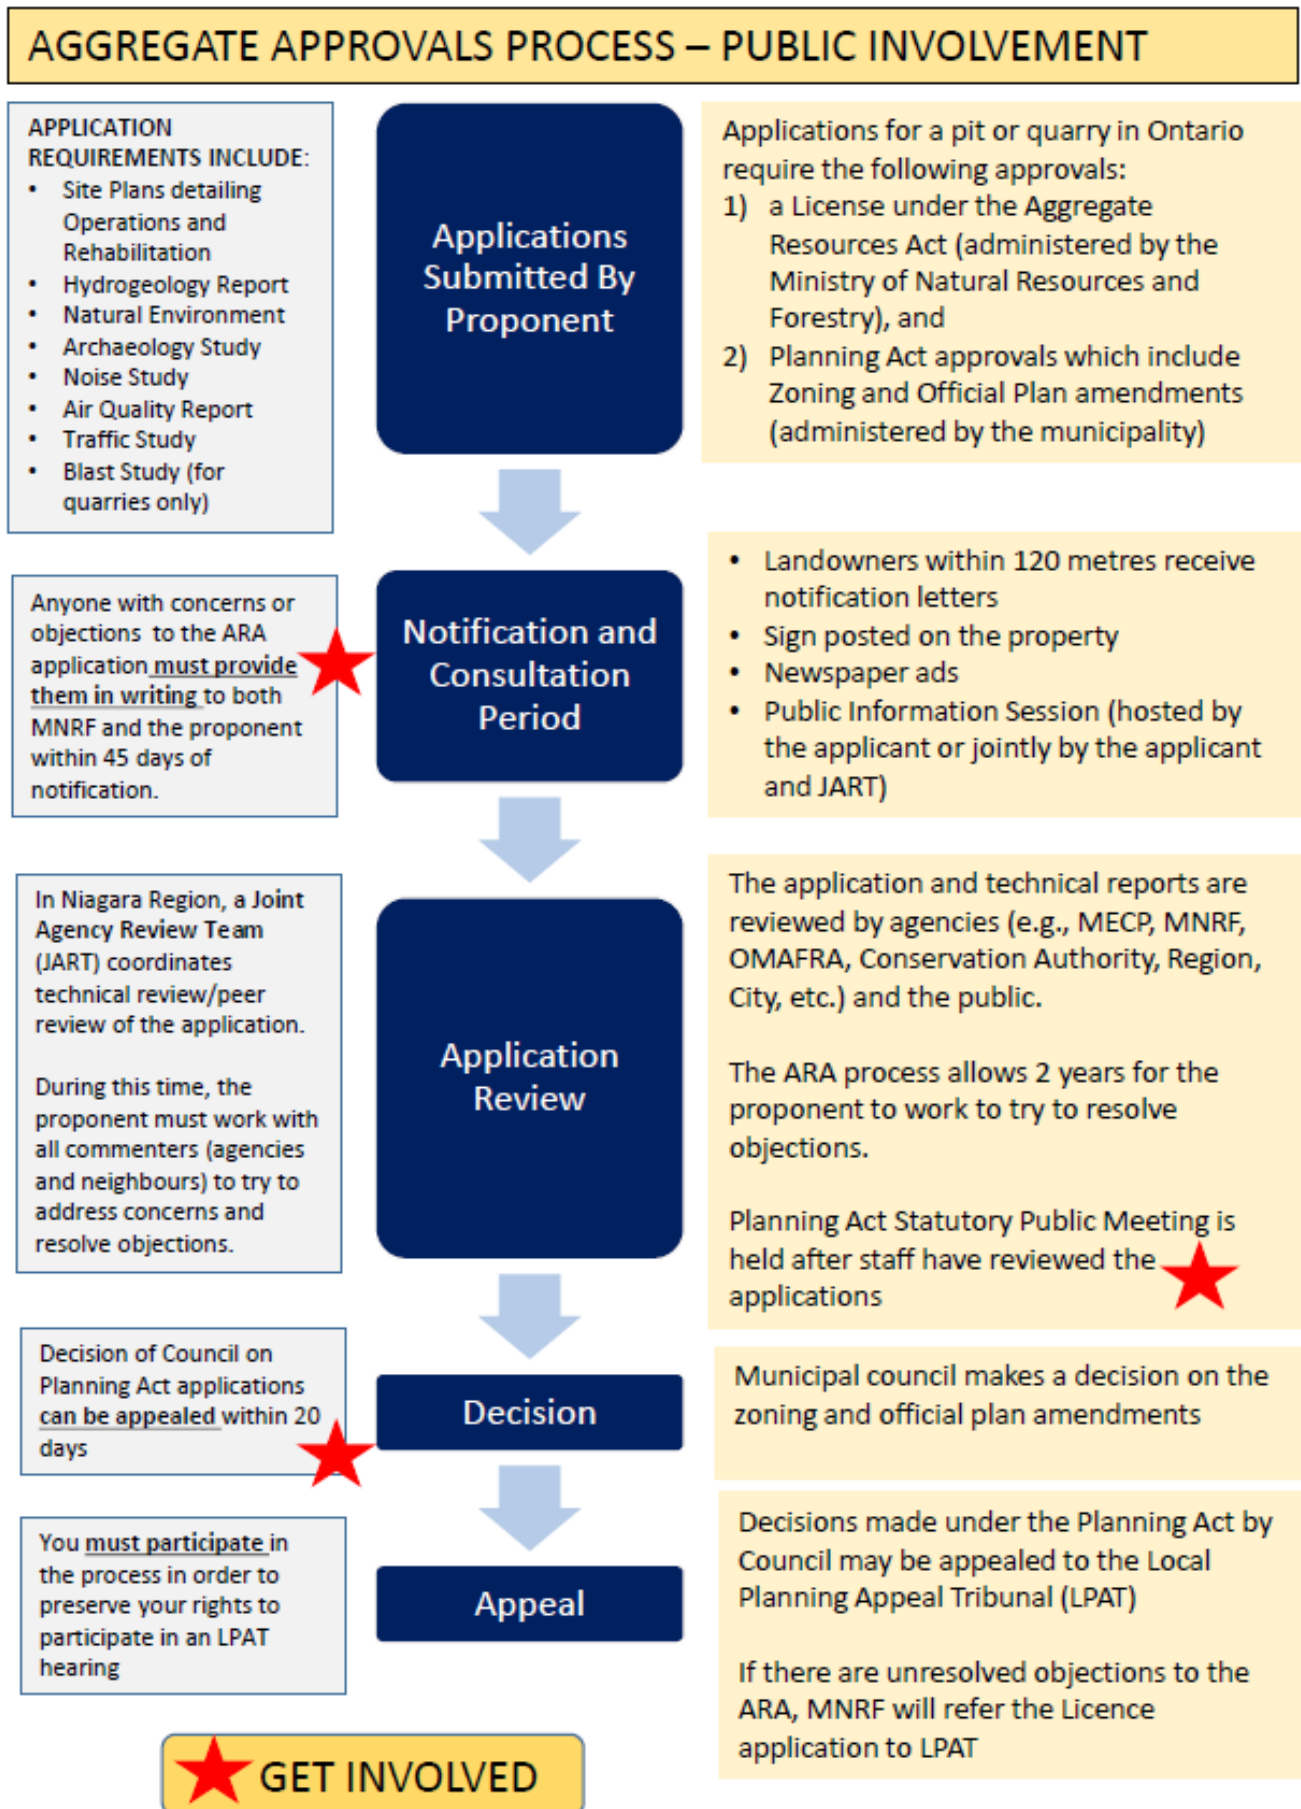 AGGREGATE APPROVALS PROCESS – PUBLIC INVOLVEMENT
APPLICATION
REQUIREMENTS INCLUDE:
• Site Plans detailing
Operations and
Rehabilitation
• Hydrogeology Report
• Natural Environment
• Archaeology Study
• Noise Study
• Air Quality Report
• Traffic Study
• Blast Study (for
quarries only)
Applications
Submitted By
Proponent
Applications for a pit or quarry in Ontario
require the following approvals:
1) a License under the Aggregate
Resources Act (administered by the
Ministry of Natural Resources and
Forestry), and
2) Planning Act approvals which include
Zoning and Official Plan amendments
(administered by the municipality)
Anyone with concerns or
objections to the ARA
application must provide
them in writing to both
MNRF and the proponent
within 45 days of
notification.
Notification and
Consultation
Period
• Landowners within 120 metres receive
notification letters
• Sign posted on the property
• Newspaper ads
• Public Information Session (hosted by
the applicant or jointly by the applicant
and JART)
In Niagara Region, a Joint
Agency Review Team
(JART) coordinates
technical review/peer
review of the application.
During this time, the
proponent must work with
all commenters (agencies
and neighbours) to try to
address concerns and
resolve objections.
Application
Review
The application and technical reports are
reviewed by agencies (e.g., MECP, MNRF,
OMAFRA, Conservation Authority, Region,
City, etc.) and the public.
The ARA process allows 2 years for the
proponent to work to try to resolve
objections.
Planning Act Statutory Public Meeting is
held after staff have reviewed the
applications
Decision of Council on
Planning Act applications
can be appealed within 20
days
Decision
Municipal council makes a decision on the
zoning and official plan amendments
You must participate in
the process in order to
preserve your rights to
participate in an LPAT
hearing
Appeal
Decisions made under the Planning Act by
Council may be appealed to the Local
Planning Appeal Tribunal (LPAT)
If there are unresolved objections to the
ARA, MNRF will refer the Licence
application to LPAT
GET INVOLVED